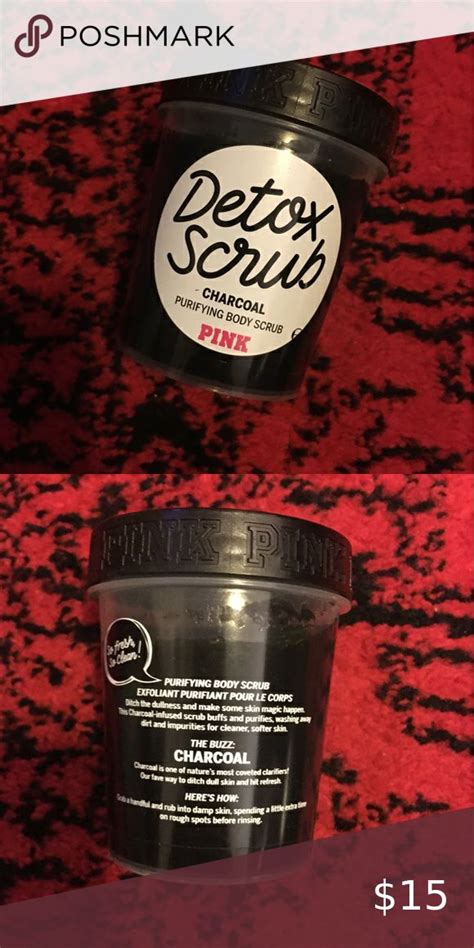 POSHMARK
PINK PINK
Detox
Scrub
CHARCOAL
PURIFYING BODY SCRUB
PINK
PINK PINK
So fresh,
So Clean!
PURIFYING BODY SCRUB
EXFOLIANT PURIFIANT POUR LE CORPS
Ditch the dullness and make some skin magic happen.
This Charcoal-infused scrub buffs and purifies, washing away
dirt and impurities for cleaner, softer skin.
THE BUZZ:
CHARCOAL
Charcoal is one of nature's most coveted clarifiers!
Our fave way to ditch dull skin and hit refresh.
HERE'S HOW:
Grab a handful and rub into damp skin, spending a little extra time
on rough spots before rinsing.
$15